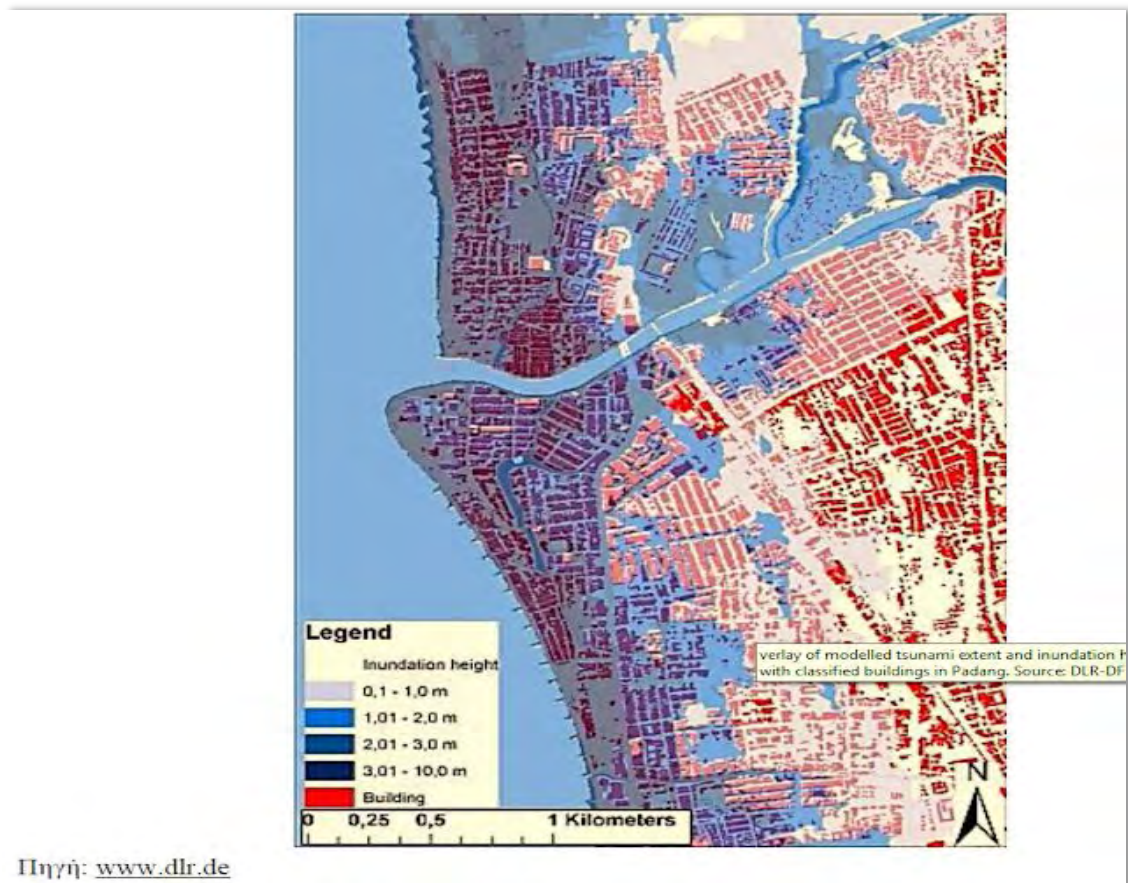 Legend
Inundation height
0,1 - 1,0 m
1,01 - 2,0 m
2,01 - 3,0 m
3,01 - 10,0 m
Building
0 0,25 0,5 1 Kilometers
N
verlay of modelled tsunami extent and inundation h
with classified buildings in Padang. Source: DLR-DF
Πηγή: www.dlr.de